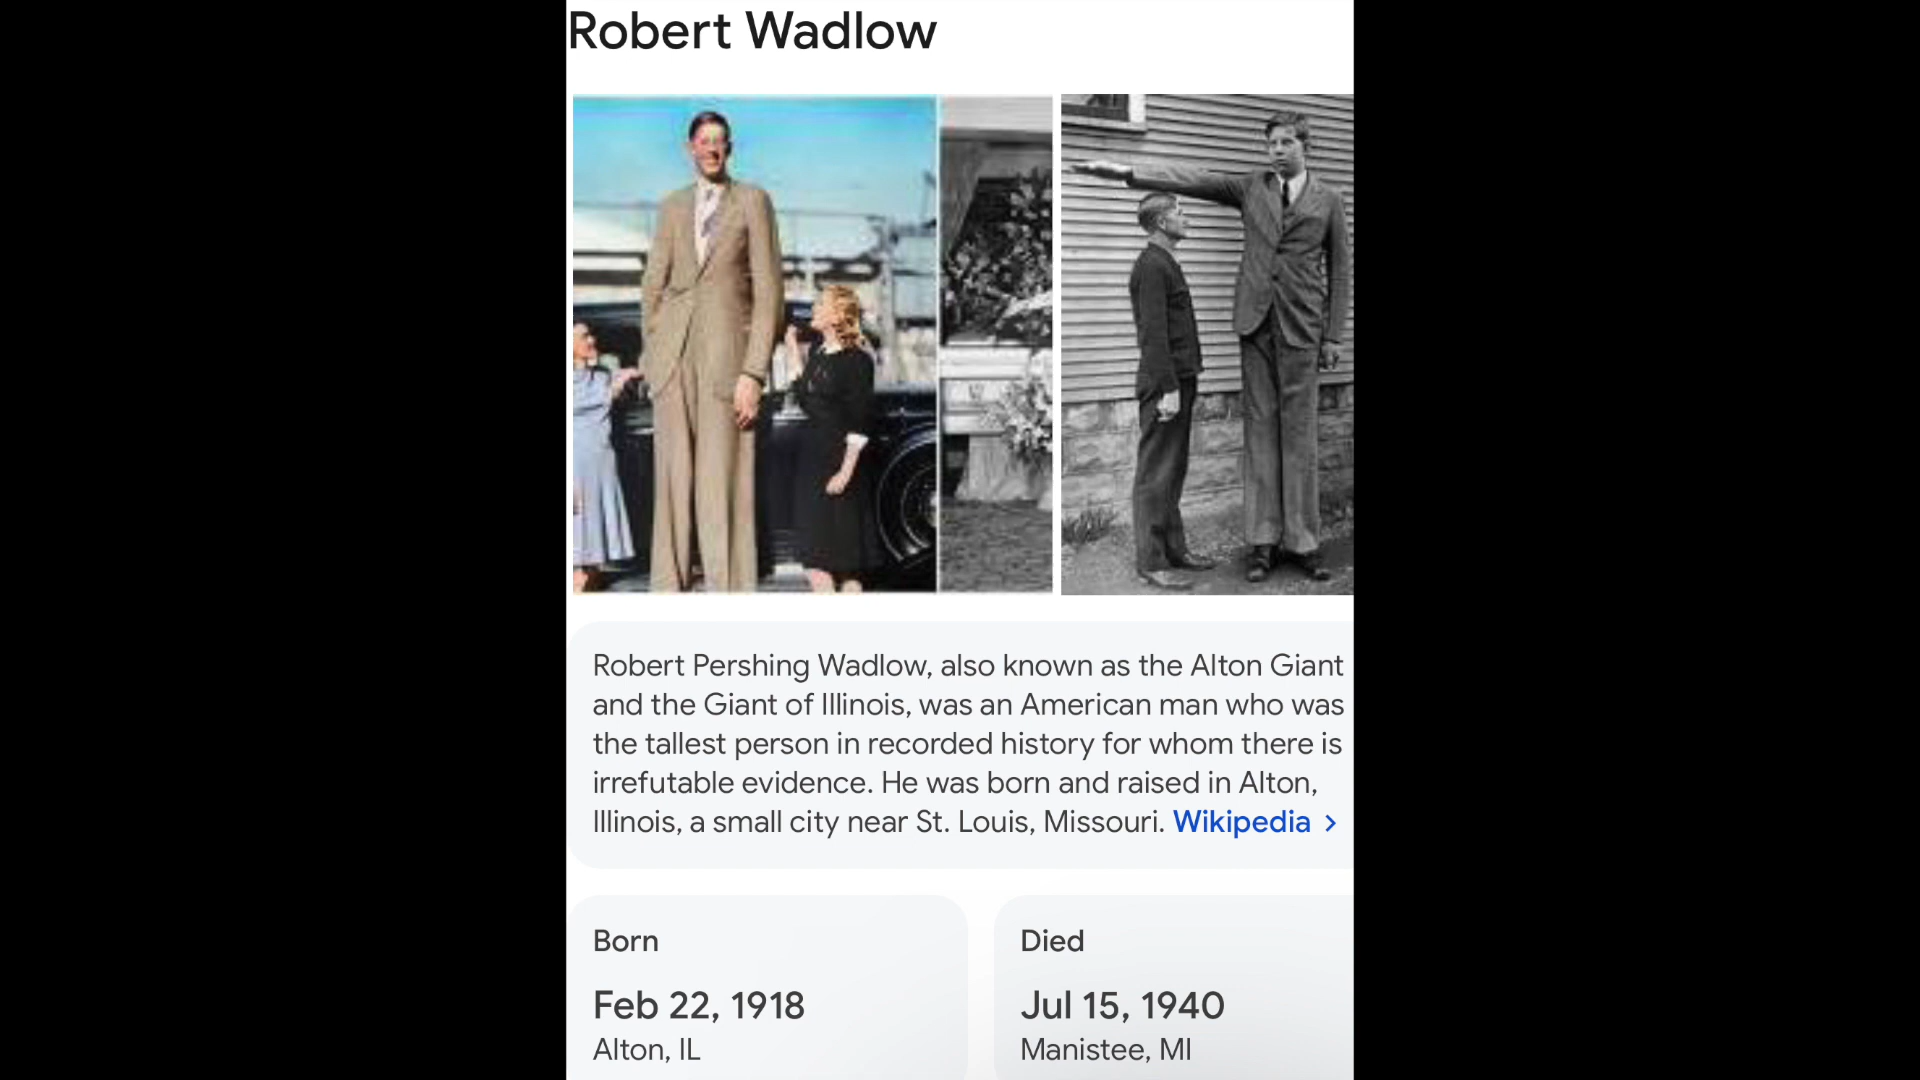 Robert Wadlow
Robert Pershing Wadlow, also known as the Alton Giant
and the Giant of Illinois, was an American man who was
the tallest person in recorded history for whom there is
irrefutable evidence. He was born and raised in Alton,
Illinois, a small city near St. Louis, Missouri. Wikipedia >
Born
Feb 22, 1918
Alton, IL
Died
Jul 15, 1940
Manistee, MI